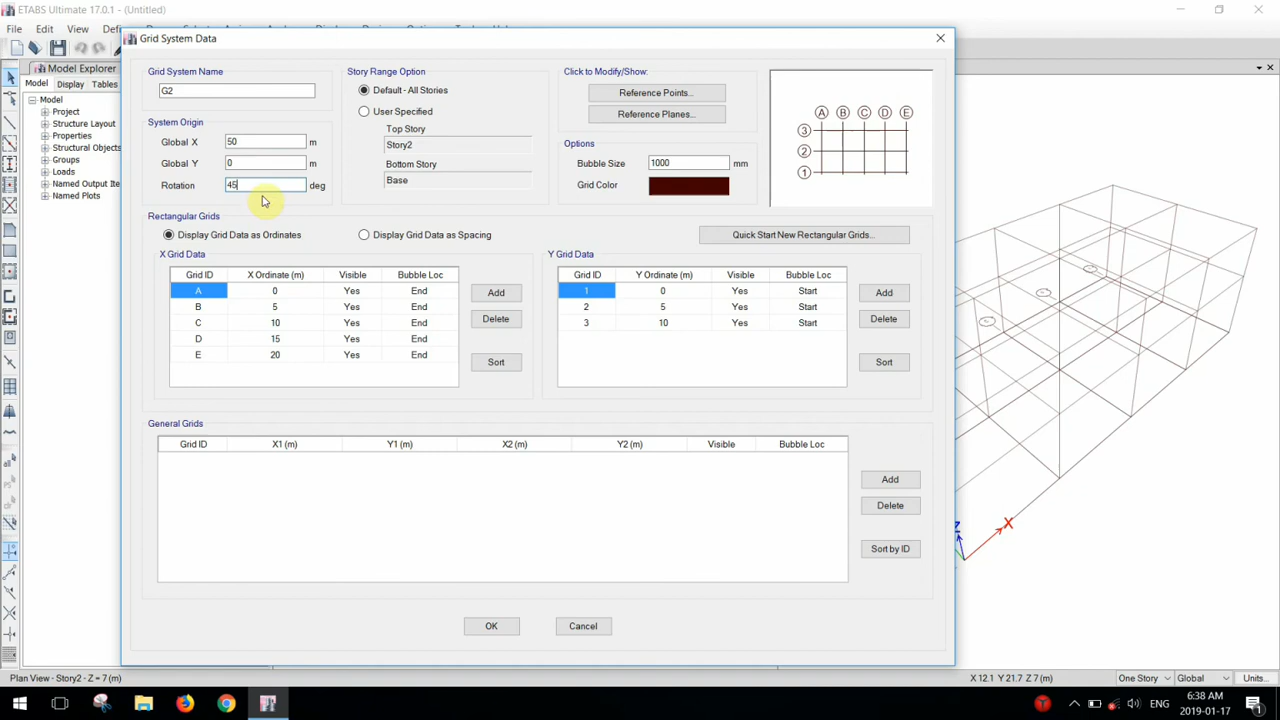 ETABS Ultimate 17.0.1 - (Untitled)
File Edit View
Grid System Data
Model Explorer
Model Display Tables
Model
Project
Structure Layout
Properties
Structural Objects
Groups
Loads
Named Output Ite
Named Plots
Grid System Name
G2
System Origin
Global X 50 m
Global Y 0 m
Rotation 45 deg
Story Range Option
Default - All Stories
User Specified
Top Story
Story2
Bottom Story
Base
Click to Modify/Show:
Reference Points...
Reference Planes...
Options
Bubble Size 1000 mm
Grid Color
A B C D E
3
2
1
Rectangular Grids
Display Grid Data as Ordinates Display Grid Data as Spacing Quick Start New Rectangular Grids...
X Grid Data
Grid ID X Ordinate (m) Visible Bubble Loc
A 0 Yes End
B 5 Yes End
C 10 Yes End
D 15 Yes End
E 20 Yes End
Add
Delete
Sort
Y Grid Data
Grid ID Y Ordinate (m) Visible Bubble Loc
1 0 Yes Start
2 5 Yes Start
3 10 Yes Start
Add
Delete
Sort
General Grids
Grid ID X1 (m) Y1 (m) X2 (m) Y2 (m) Visible Bubble Loc
Add
Delete
Sort by ID
OK Cancel
Z X
Plan View - Story2 - Z = 7 (m) X 12.1 Y 21.7 Z 7 (m) One Story Global Units...
ENG 6:38 AM
2019-01-17